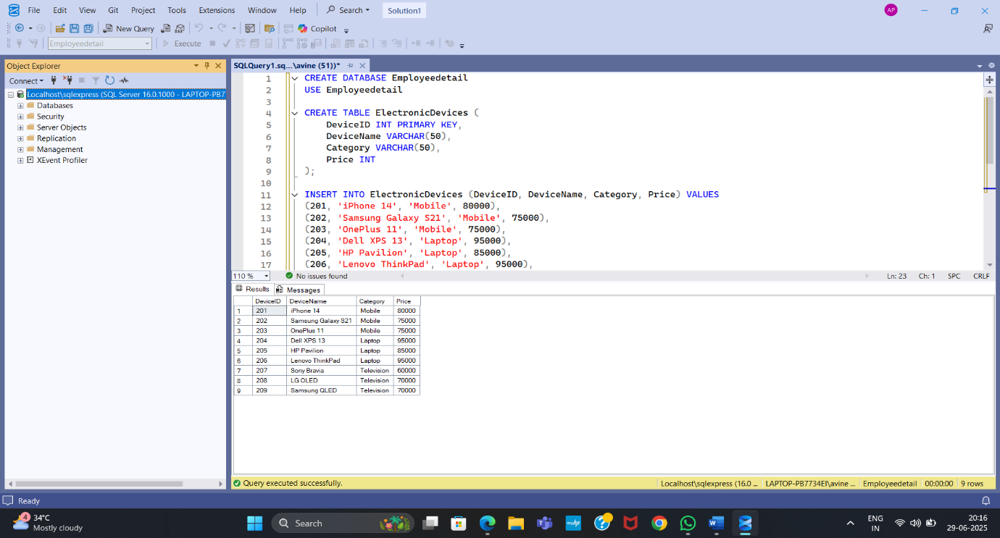 File Edit View Git Project Tools Extensions Window Help Search Solution1 AP
New Query DAX Copilot
Employeedetail Execute
Object Explorer
Connect
Localhost\sqlexpress (SQL Server 16.0.1000 - LAPTOP-PB77
Databases
Security
Server Objects
Replication
Management
XEvent Profiler
SQLQuery1.sq...\avine (51))*
1 CREATE DATABASE Employeedetail
2 USE Employeedetail
3
4 CREATE TABLE ElectronicDevices (
5 DeviceID INT PRIMARY KEY,
6 DeviceName VARCHAR(50),
7 Category VARCHAR(50),
8 Price INT
9 );
10
11 INSERT INTO ElectronicDevices (DeviceID, DeviceName, Category, Price) VALUES
12 (201, 'iPhone 14', 'Mobile', 80000),
13 (202, 'Samsung Galaxy S21', 'Mobile', 75000),
14 (203, 'OnePlus 11', 'Mobile', 75000),
15 (204, 'Dell XPS 13', 'Laptop', 95000),
16 (205, 'HP Pavilion', 'Laptop', 85000),
17 (206, 'Lenovo ThinkPad', 'Laptop', 95000),
110 % No issues found Ln: 23 Ch: 1 SPC CRLF
Results Messages
DeviceID DeviceName Category Price
1 201 iPhone 14 Mobile 80000
2 202 Samsung Galaxy S21 Mobile 75000
3 203 OnePlus 11 Mobile 75000
4 204 Dell XPS 13 Laptop 95000
5 205 HP Pavilion Laptop 85000
6 206 Lenovo ThinkPad Laptop 95000
7 207 Sony Bravia Television 60000
8 208 LG OLED Television 70000
9 209 Samsung QLED Television 70000
Query executed successfully. Localhost\sqlexpress (16.0 ... LAPTOP-PB7734EI\avine ... Employeedetail 00:00:00 9 rows
Ready
4 34°C
Mostly cloudy
Search
myhp
ENG
IN
20:16
29-06-2025